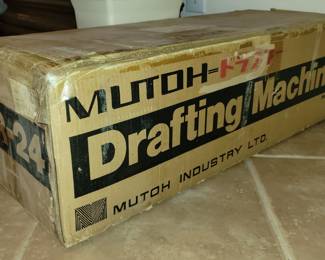 MUTOH-ドラフ
Drafting Machin
-24
MUTOH INDUSTRY LTD.